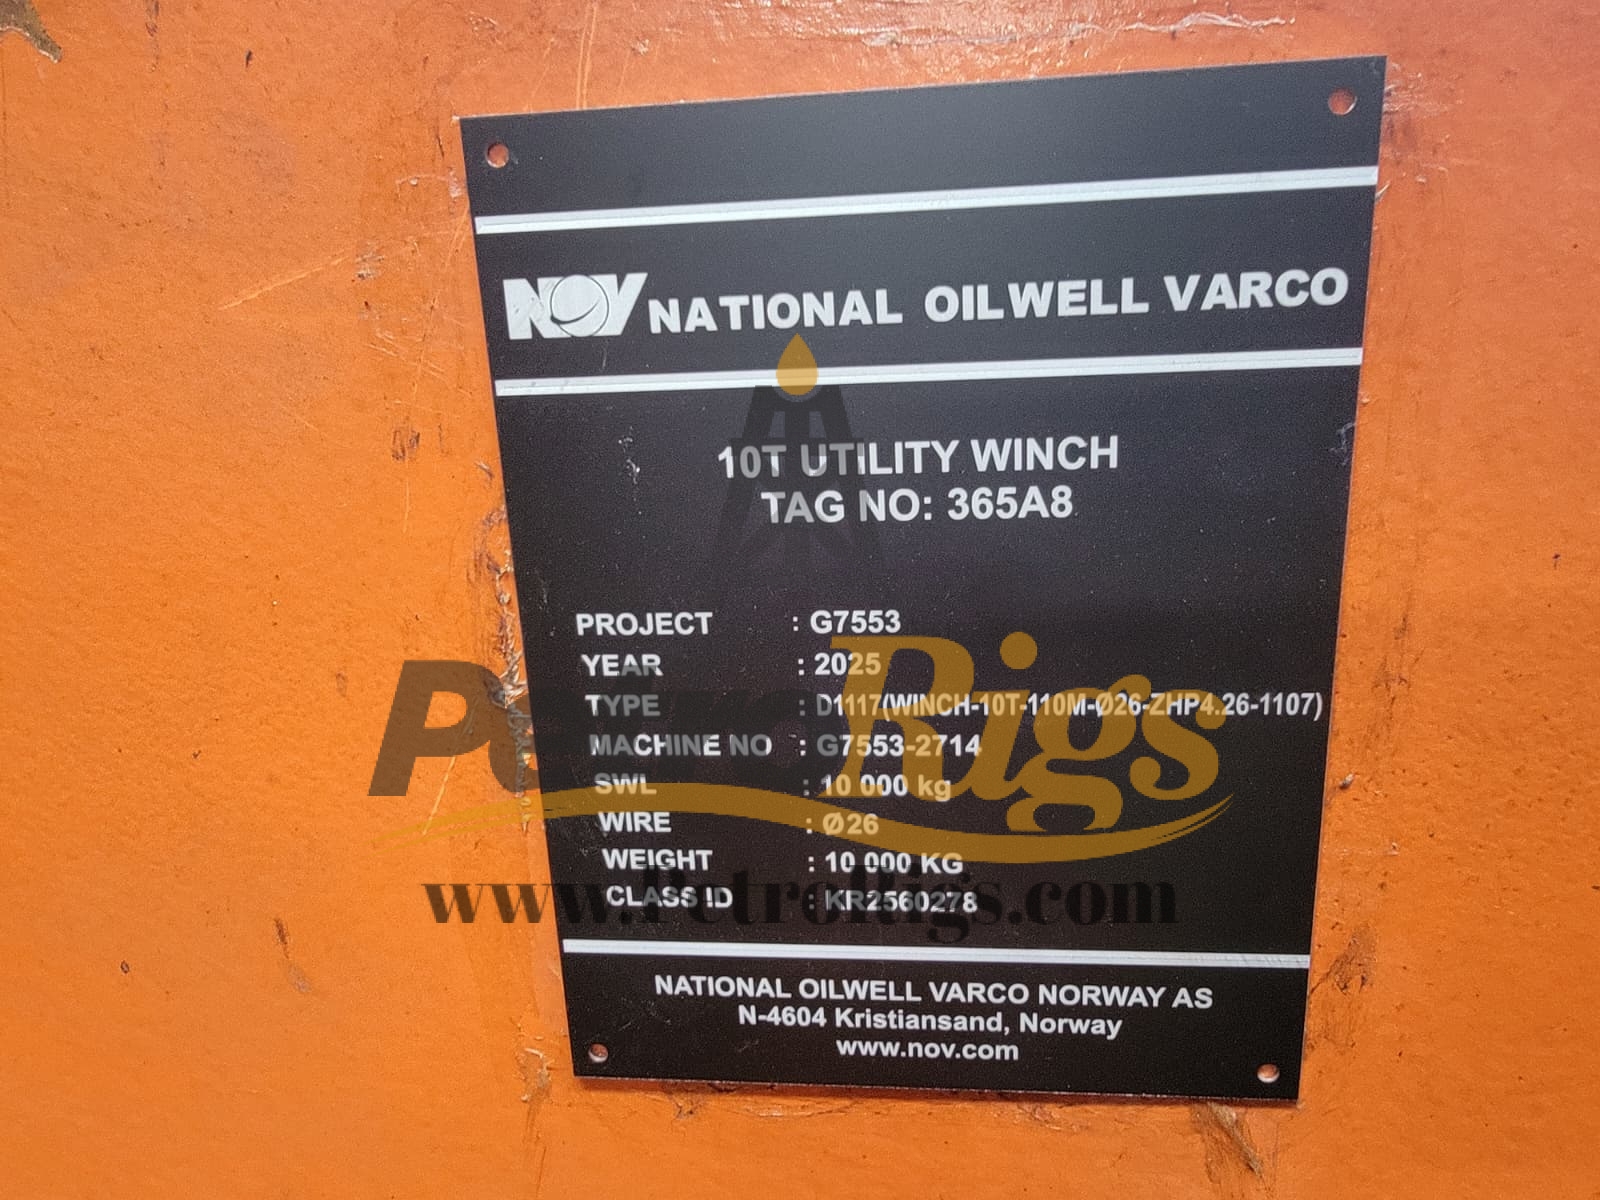 NOV NATIONAL OILWELL VARCO
10T UTILITY WINCH
TAG NO: 365A8
PROJECT : G7553
YEAR : 2025
TYPE : D1117(WINCH-10T-110M-Ø26-ZHP4.26-1107)
MACHINE NO : G7553-2714
SWL : 10 000 kg
WIRE : Ø26
WEIGHT : 10 000 KG
CLASS ID : KR2560278
NATIONAL OILWELL VARCO NORWAY AS
N-4604 Kristiansand, Norway
www.nov.com
PetroRigs
www.PetroRigs.com